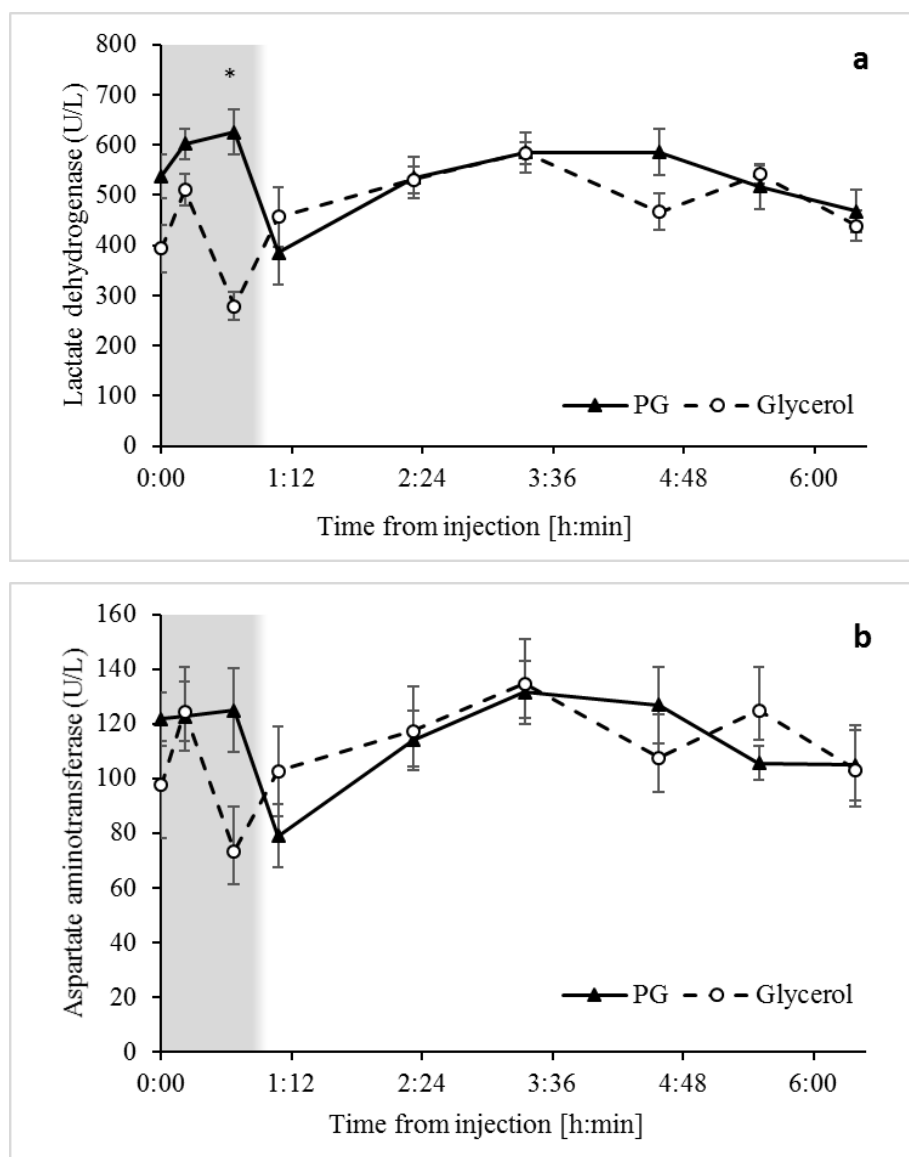 a
Lactate dehydrogenase (U/L)
800
700
600
500
400
300
200
100
0
*
PG
Glycerol
0:00 1:12 2:24 3:36 4:48 6:00
Time from injection [h:min]
b
Aspartate aminotransferase (U/L)
160
140
120
100
80
60
40
20
0
PG
Glycerol
0:00 1:12 2:24 3:36 4:48 6:00
Time from injection [h:min]